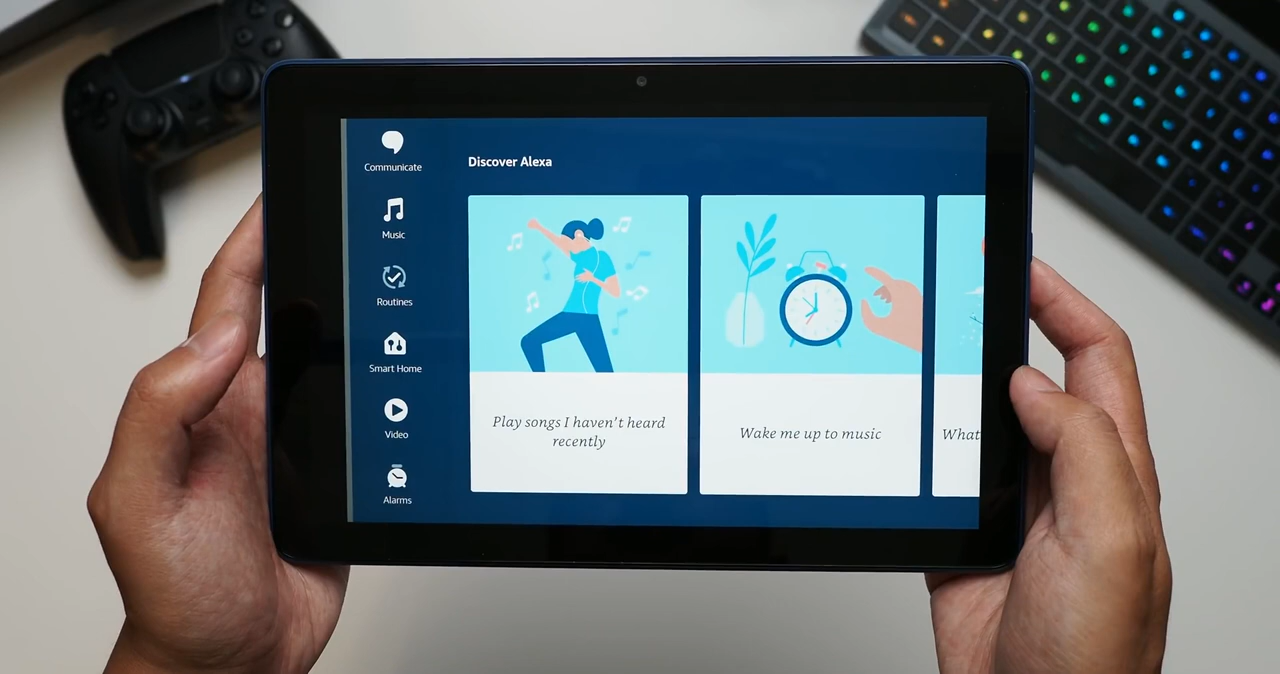 Communicate
Music
Routines
Smart Home
Video
Alarms
Discover Alexa
Play songs I haven't heard
recently
Wake me up to music
What